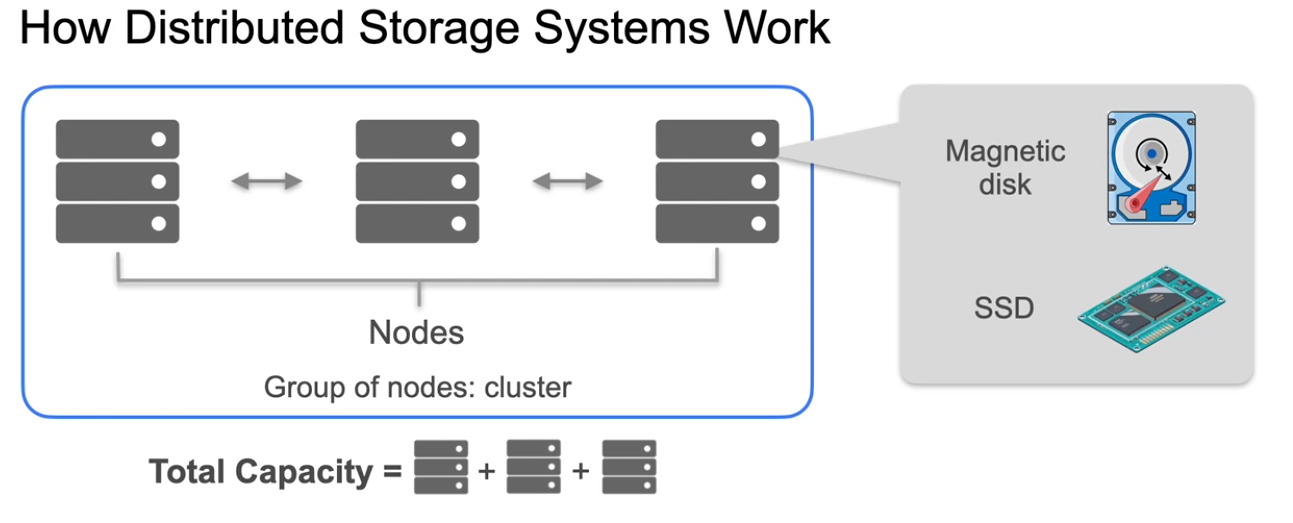 How Distributed Storage Systems Work
Magnetic
disk
SSD
Nodes
Group of nodes: cluster
Total Capacity = + +